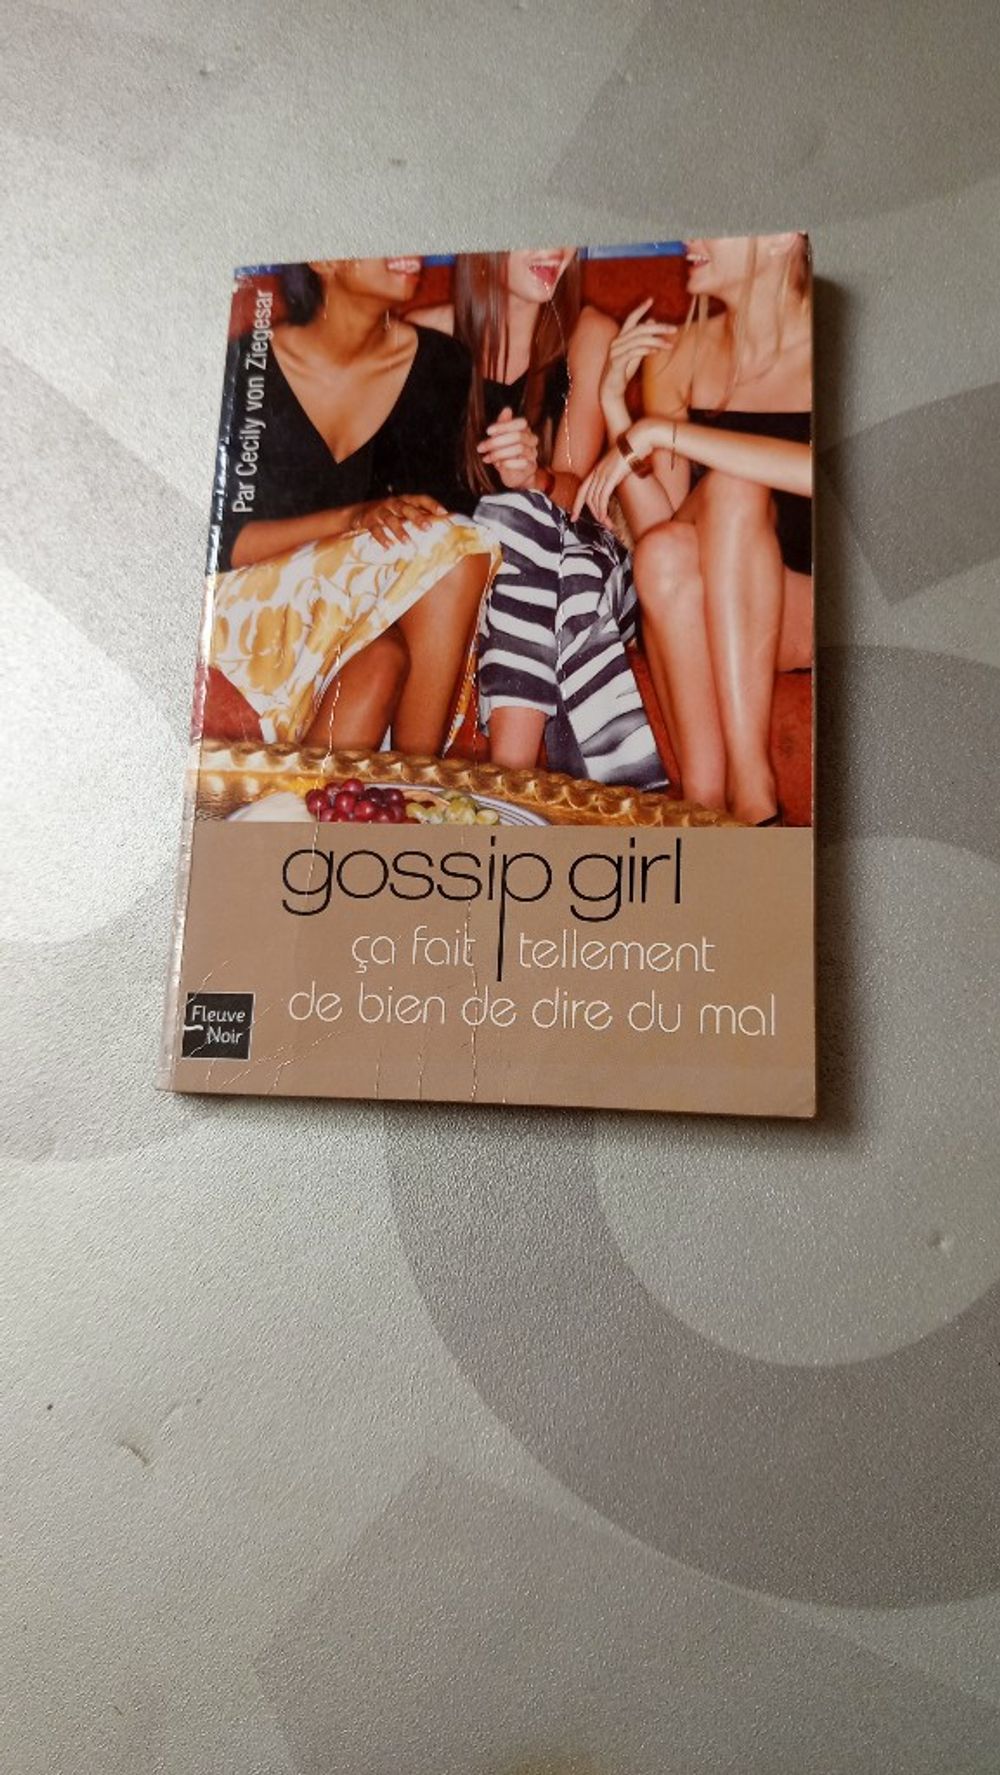 Par Cecily von Ziegesar
gossip girl
ça fait tellement
de bien de dire du mal
Fleuve
Noir